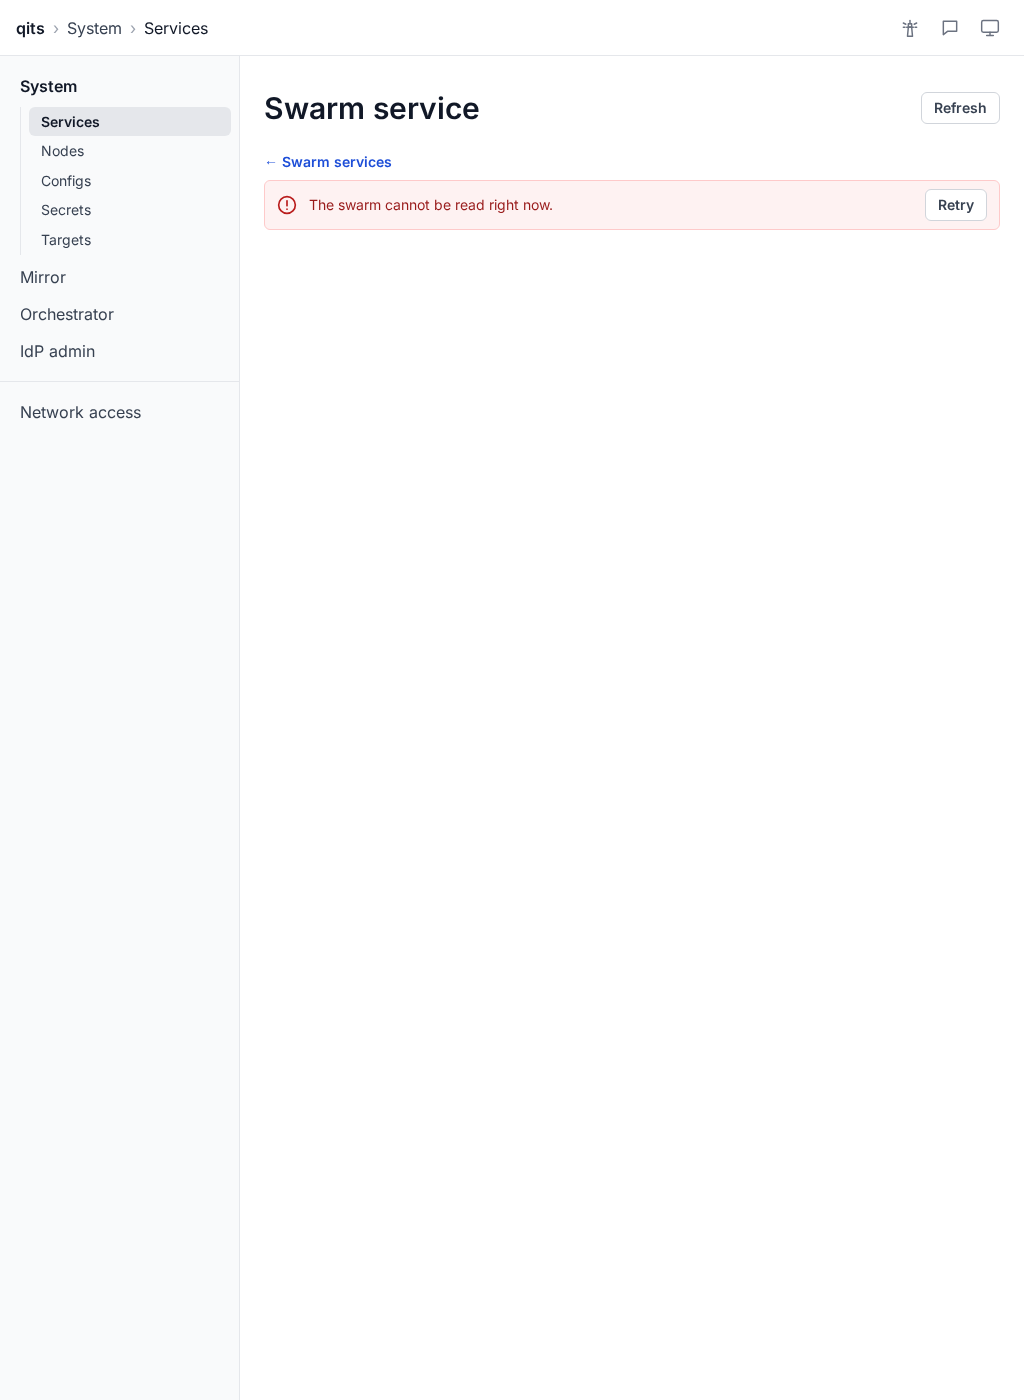 qits › System › Services
System
Services
Nodes
Configs
Secrets
Targets
Mirror
Orchestrator
IdP admin
Network access
Swarm service
Refresh
← Swarm services
The swarm cannot be read right now.
Retry